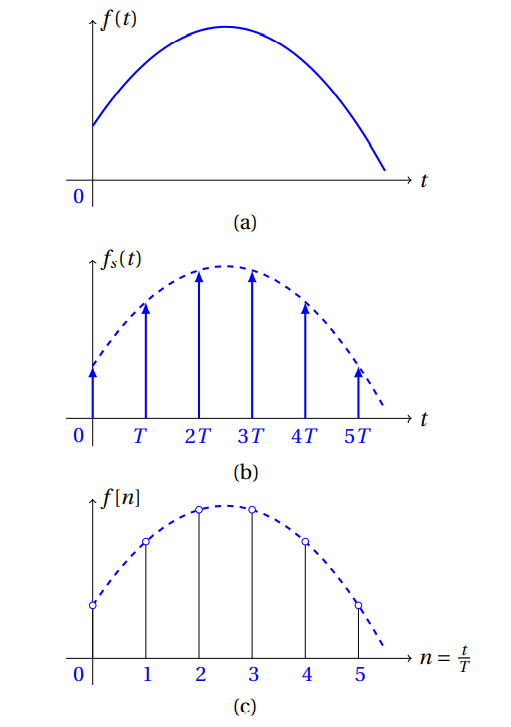 f(t)
t
0
(a)
f_s(t)
t
0 T 2T 3T 4T 5T
(b)
f[n]
n = t/T
0 1 2 3 4 5
(c)